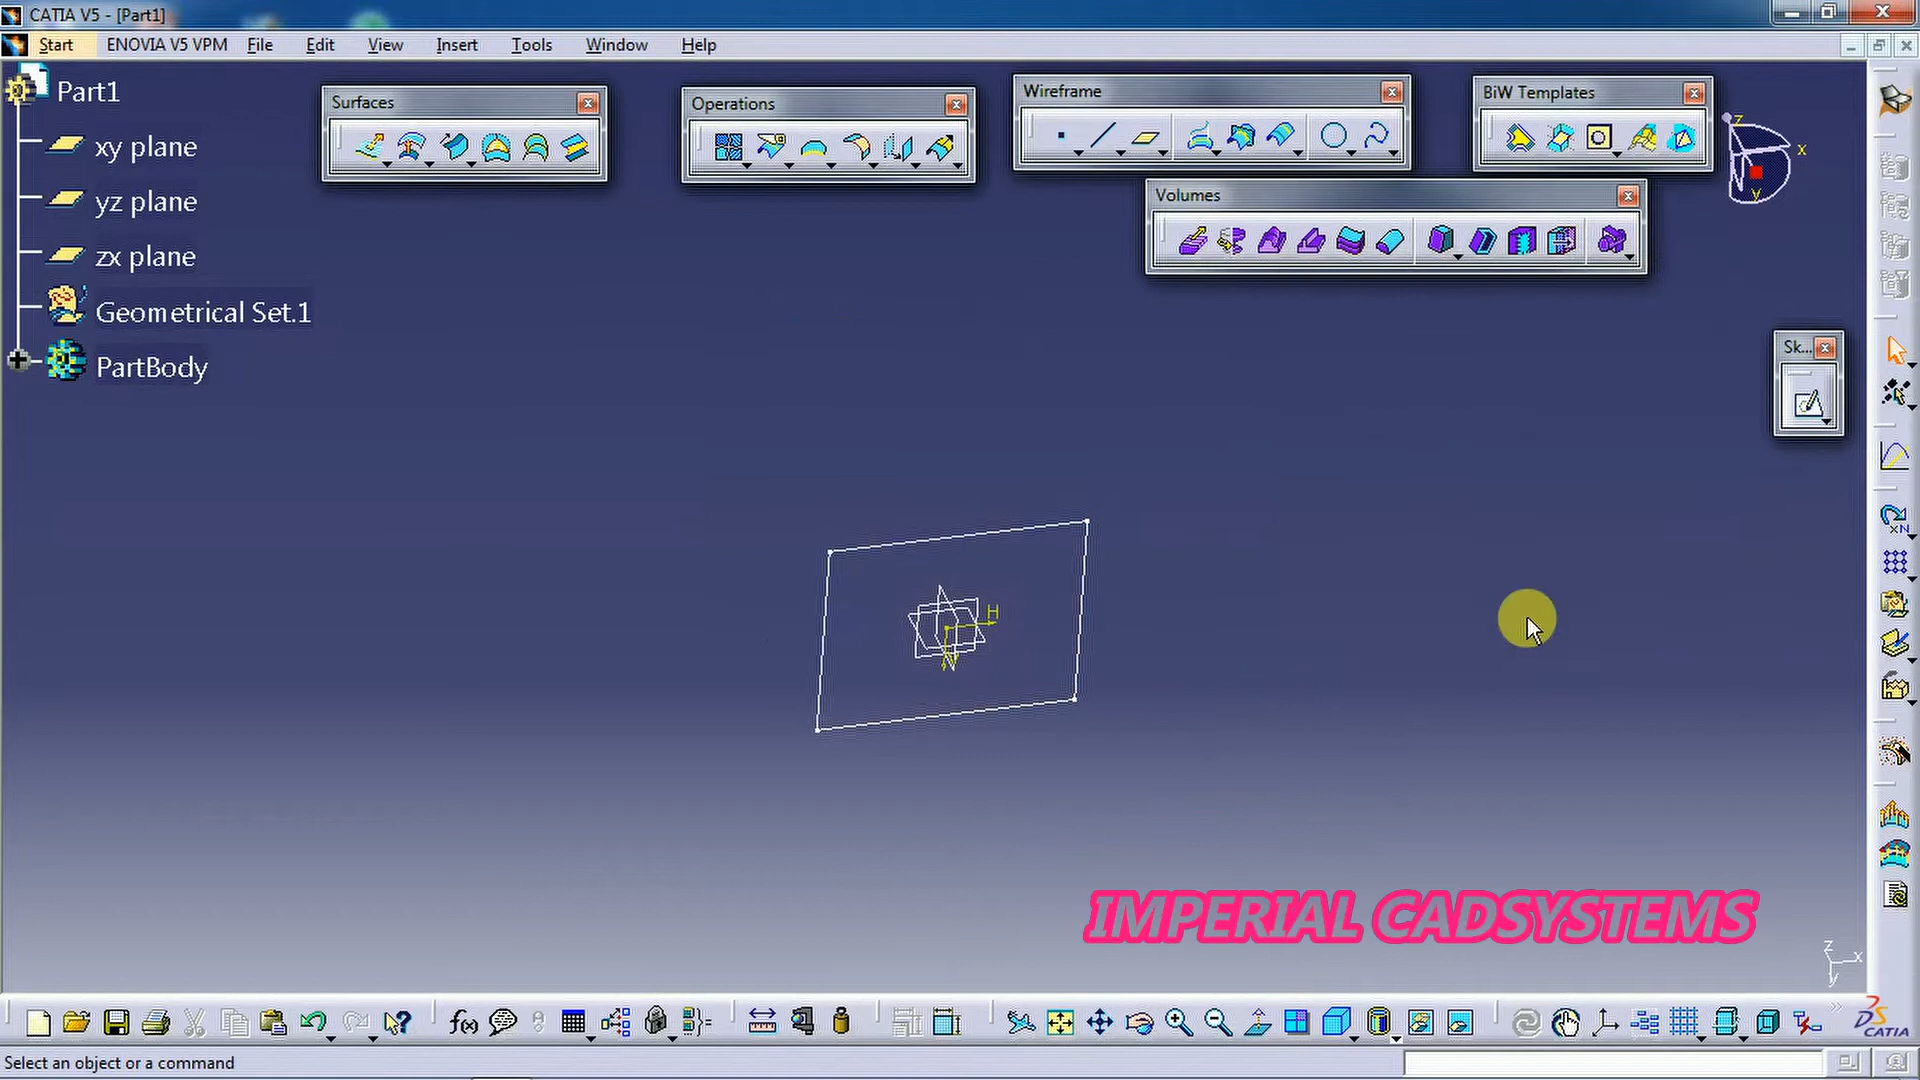 CATIA V5 - [Part1]
Start ENOVIA V5 VPM File Edit View Insert Tools Window Help
Part1
xy plane
yz plane
zx plane
Geometrical Set.1
PartBody
Surfaces
Operations
Wireframe
BiW Templates
Volumes
Sk...
z
x
y
H
IMPERIAL CADSYSTEMS
z
x
y
f(x)
CATIA
Select an object or a command